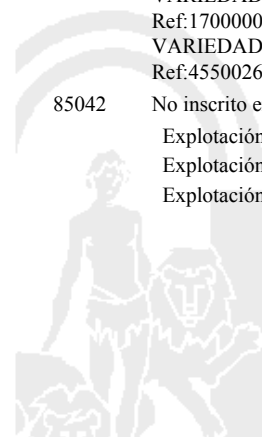 VARIEDAD
Ref:1700000
VARIEDAD
Ref:4550026
85042 No inscrito e
Explotación
Explotación
Explotación